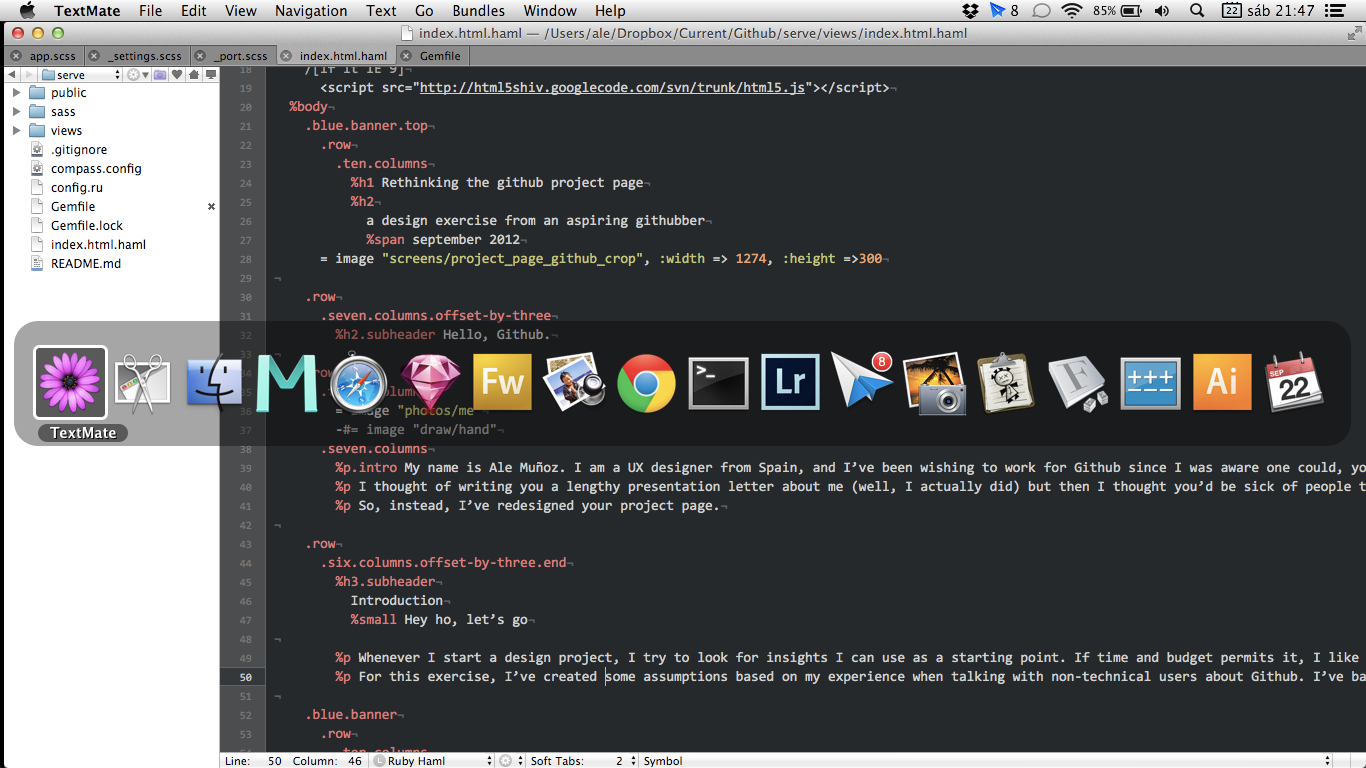 TextMate File Edit View Navigation Text Go Bundles Window Help 8 85% 22 sáb 21:47
index.html.haml — /Users/ale/Dropbox/Current/Github/serve/views/index.html.haml
app.scss _settings.scss _port.scss index.html.haml Gemfile
serve
public
sass
views
.gitignore
compass.config
config.ru
Gemfile
Gemfile.lock
index.html.haml
README.md
18 /[if lt IE 9]
19 <script src="http://html5shiv.googlecode.com/svn/trunk/html5.js"></script>¬
20 %body
21 .blue.banner.top¬
22 .row¬
23 .ten.columns¬
24 %h1 Rethinking the github project page¬
25 %h2¬
26 a design exercise from an aspiring githubber¬
27 %span september 2012¬
28 = image "screens/project_page_github_crop", :width => 1274, :height =>300¬
29 ¬
30 .row¬
31 .seven.columns.offset-by-three¬
32 %h2.subheader Hello, Github.¬
33
36 = image "photos/me"
37 -#= image "draw/hand"¬
38 .seven.columns¬
39 %p.intro My name is Ale Muñoz. I am a UX designer from Spain, and I’ve been wishing to work for Github since I was aware one could, yo
40 %p I thought of writing you a lengthy presentation letter about me (well, I actually did) but then I thought you’d be sick of people t
41 %p So, instead, I’ve redesigned your project page.¬
42 ¬
43 .row¬
44 .six.columns.offset-by-three.end¬
45 %h3.subheader¬
46 Introduction¬
47 %small Hey ho, let’s go¬
48 ¬
49 %p Whenever I start a design project, I try to look for insights I can use as a starting point. If time and budget permits it, I like
50 %p For this exercise, I’ve created some assumptions based on my experience when talking with non-technical users about Github. I’ve ba
51 ¬
52 .blue.banner¬
53 .row¬
.ten.columns
M Fw >_ Lr 8 F +++ Ai SEP 22
TextMate
Line: 50 Column: 46 Ruby Haml Soft Tabs: 2 Symbol